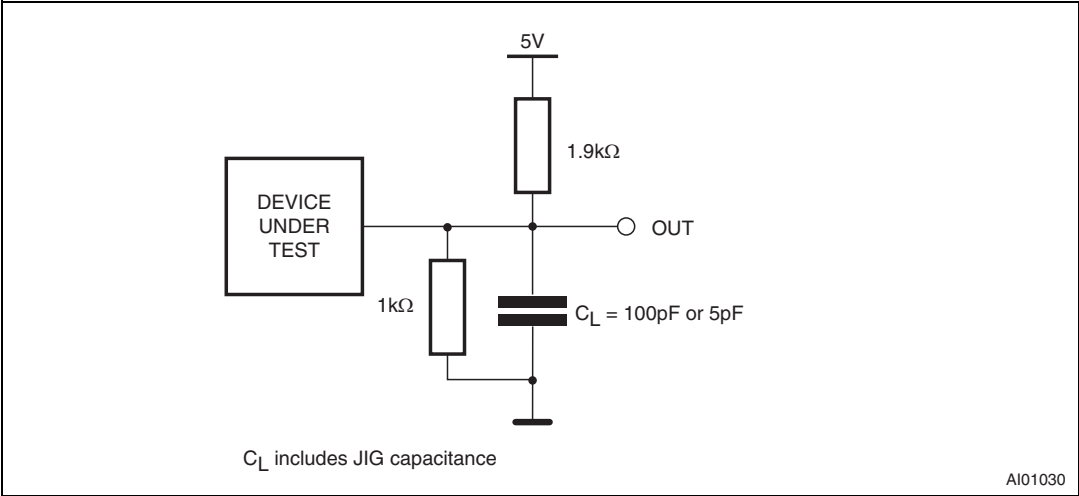 5V
1.9kΩ
DEVICE
UNDER
TEST
OUT
1kΩ
CL = 100pF or 5pF
CL includes JIG capacitance
AI01030